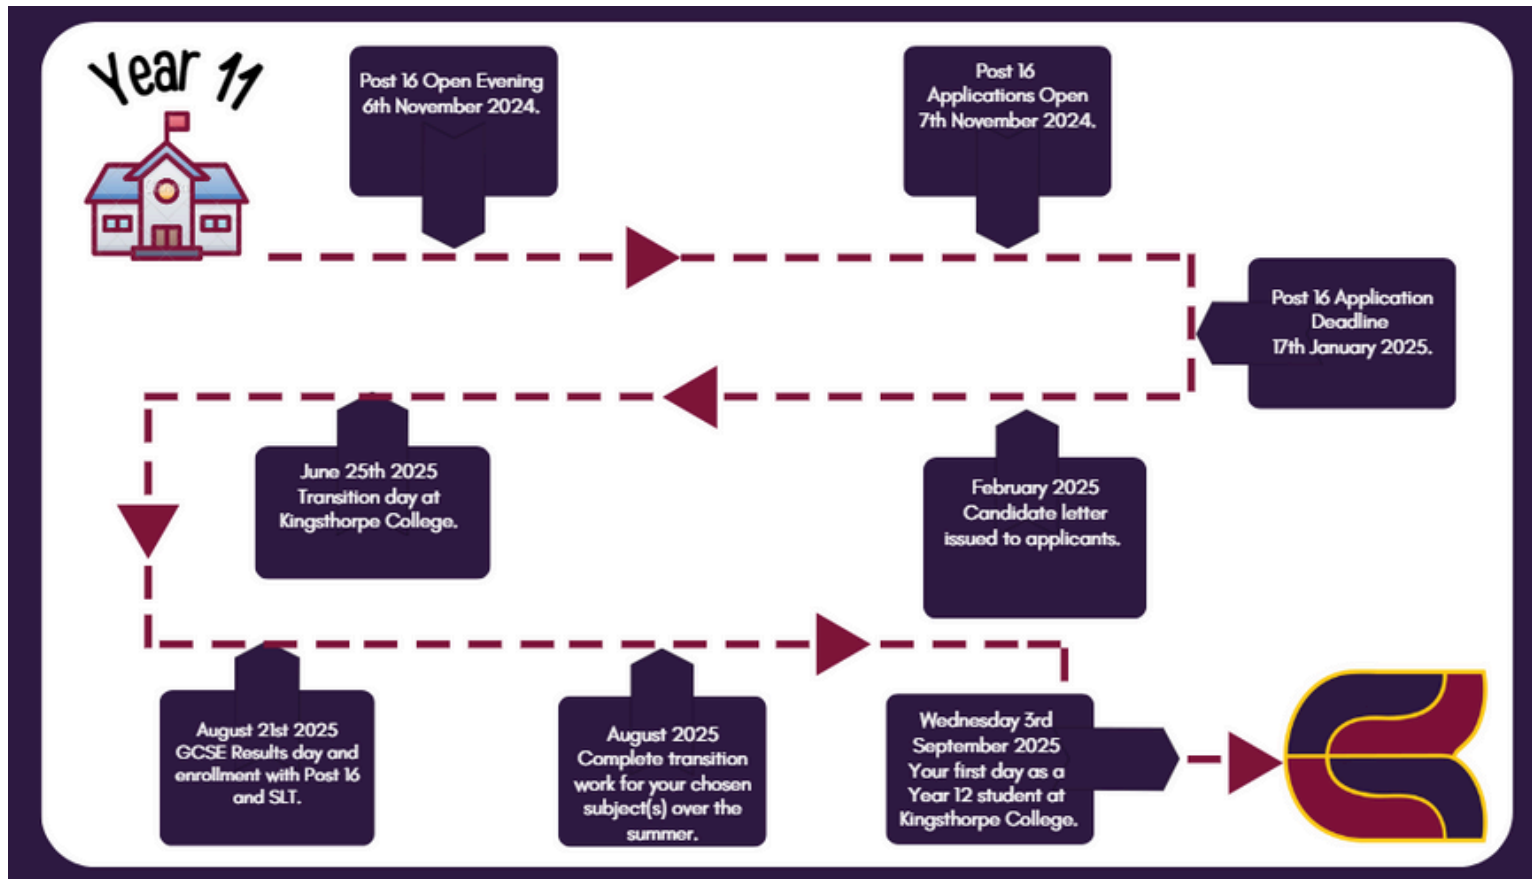 Year 11
Post 16 Open Evening
6th November 2024.
Post 16
Applications Open
7th November 2024.
Post 16 Application
Deadline
17th January 2025.
February 2025
Candidate letter
issued to applicants.
June 25th 2025
Transition day at
Kingsthorpe College.
August 21st 2025
GCSE Results day and
enrollment with Post 16
and SLT.
August 2025
Complete transition
work for your chosen
subject(s) over the
summer.
Wednesday 3rd
September 2025
Your first day as a
Year 12 student at
Kingsthorpe College.